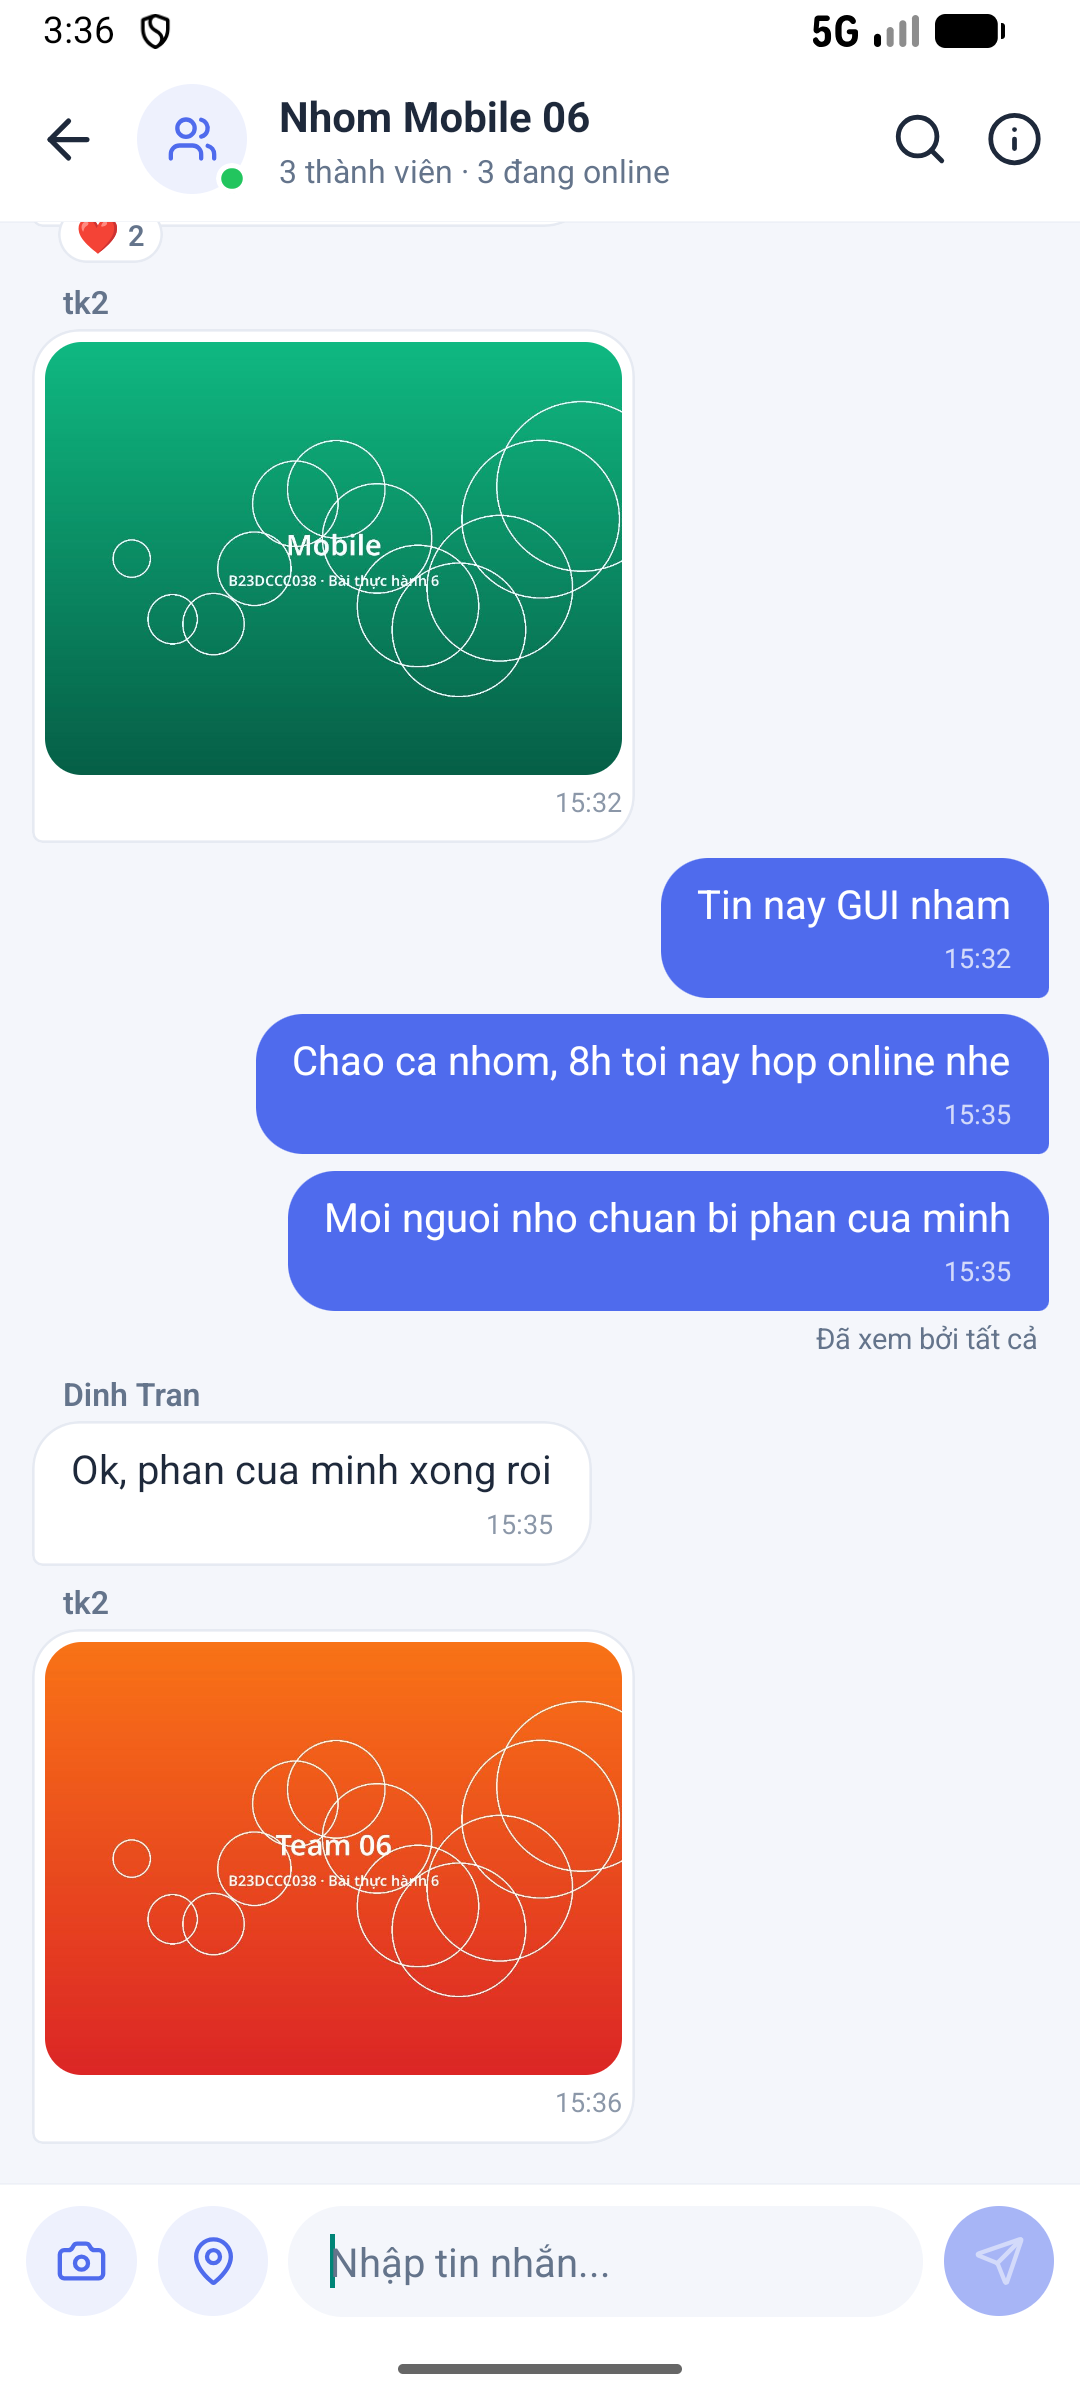 3:36
5G
Nhom Mobile 06
3 thành viên · 3 đang online
❤️ 2
tk2
Mobile
B23DCCC038 · Bài thực hành 6
15:32
Tin nay GUI nham
15:32
Chao ca nhom, 8h toi nay hop online nhe
15:35
Moi nguoi nho chuan bi phan cua minh
15:35
Đã xem bởi tất cả
Dinh Tran
Ok, phan cua minh xong roi
15:35
tk2
Team 06
B23DCCC038 · Bài thực hành 6
15:36
Nhập tin nhắn...